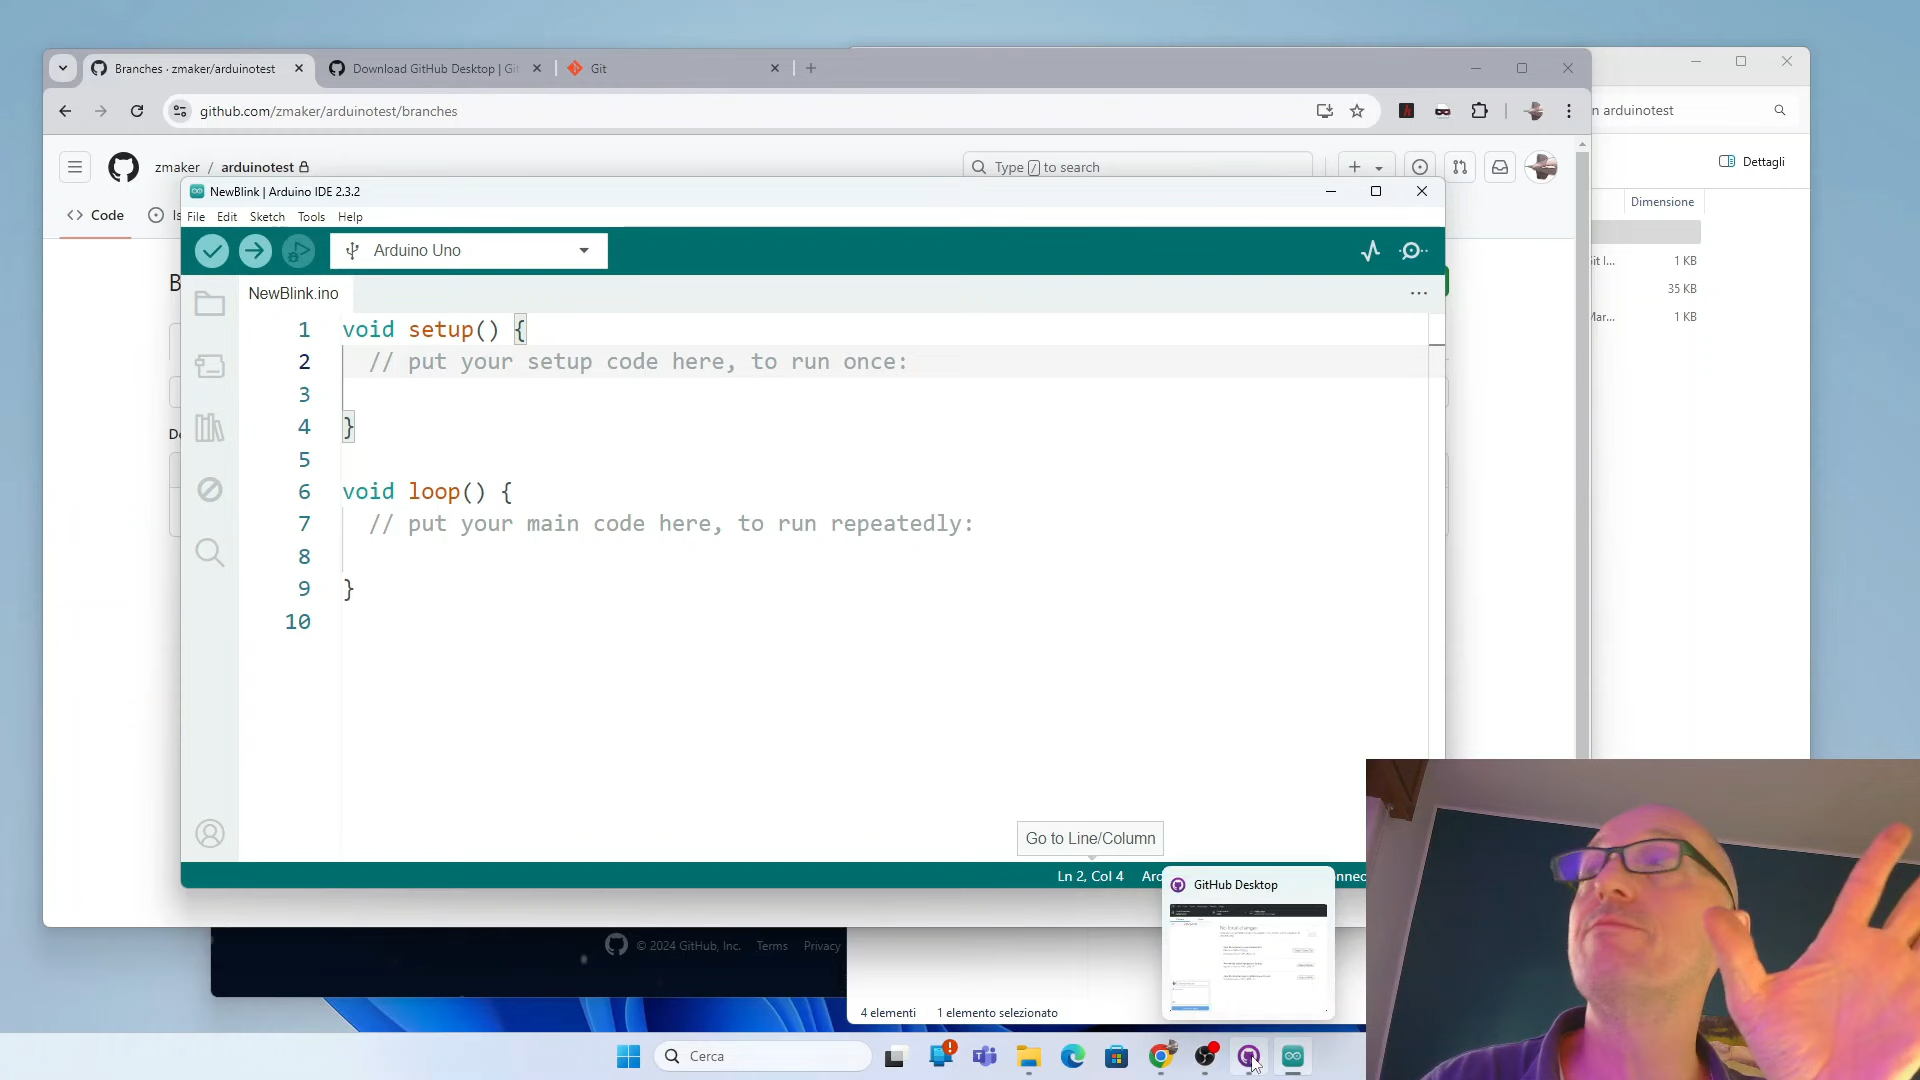 Branches · zmaker/arduinotest
Download GitHub Desktop | Git
Git
github.com/zmaker/arduinotest/branches
n arduinotest
zmaker / arduinotest
Type / to search
Dettagli
Code
Is
NewBlink | Arduino IDE 2.3.2
Dimensione
File Edit Sketch Tools Help
Arduino Uno
it I... 1 KB
35 KB
Mar... 1 KB
B
De
NewBlink.ino
1 void setup() {
2 // put your setup code here, to run once:
3
4 }
5
6 void loop() {
7 // put your main code here, to run repeatedly:
8
9 }
10
Go to Line/Column
Ln 2, Col 4
GitHub Desktop
No local changes
© 2024 GitHub, Inc. Terms Privacy
4 elementi 1 elemento selezionato
Cerca